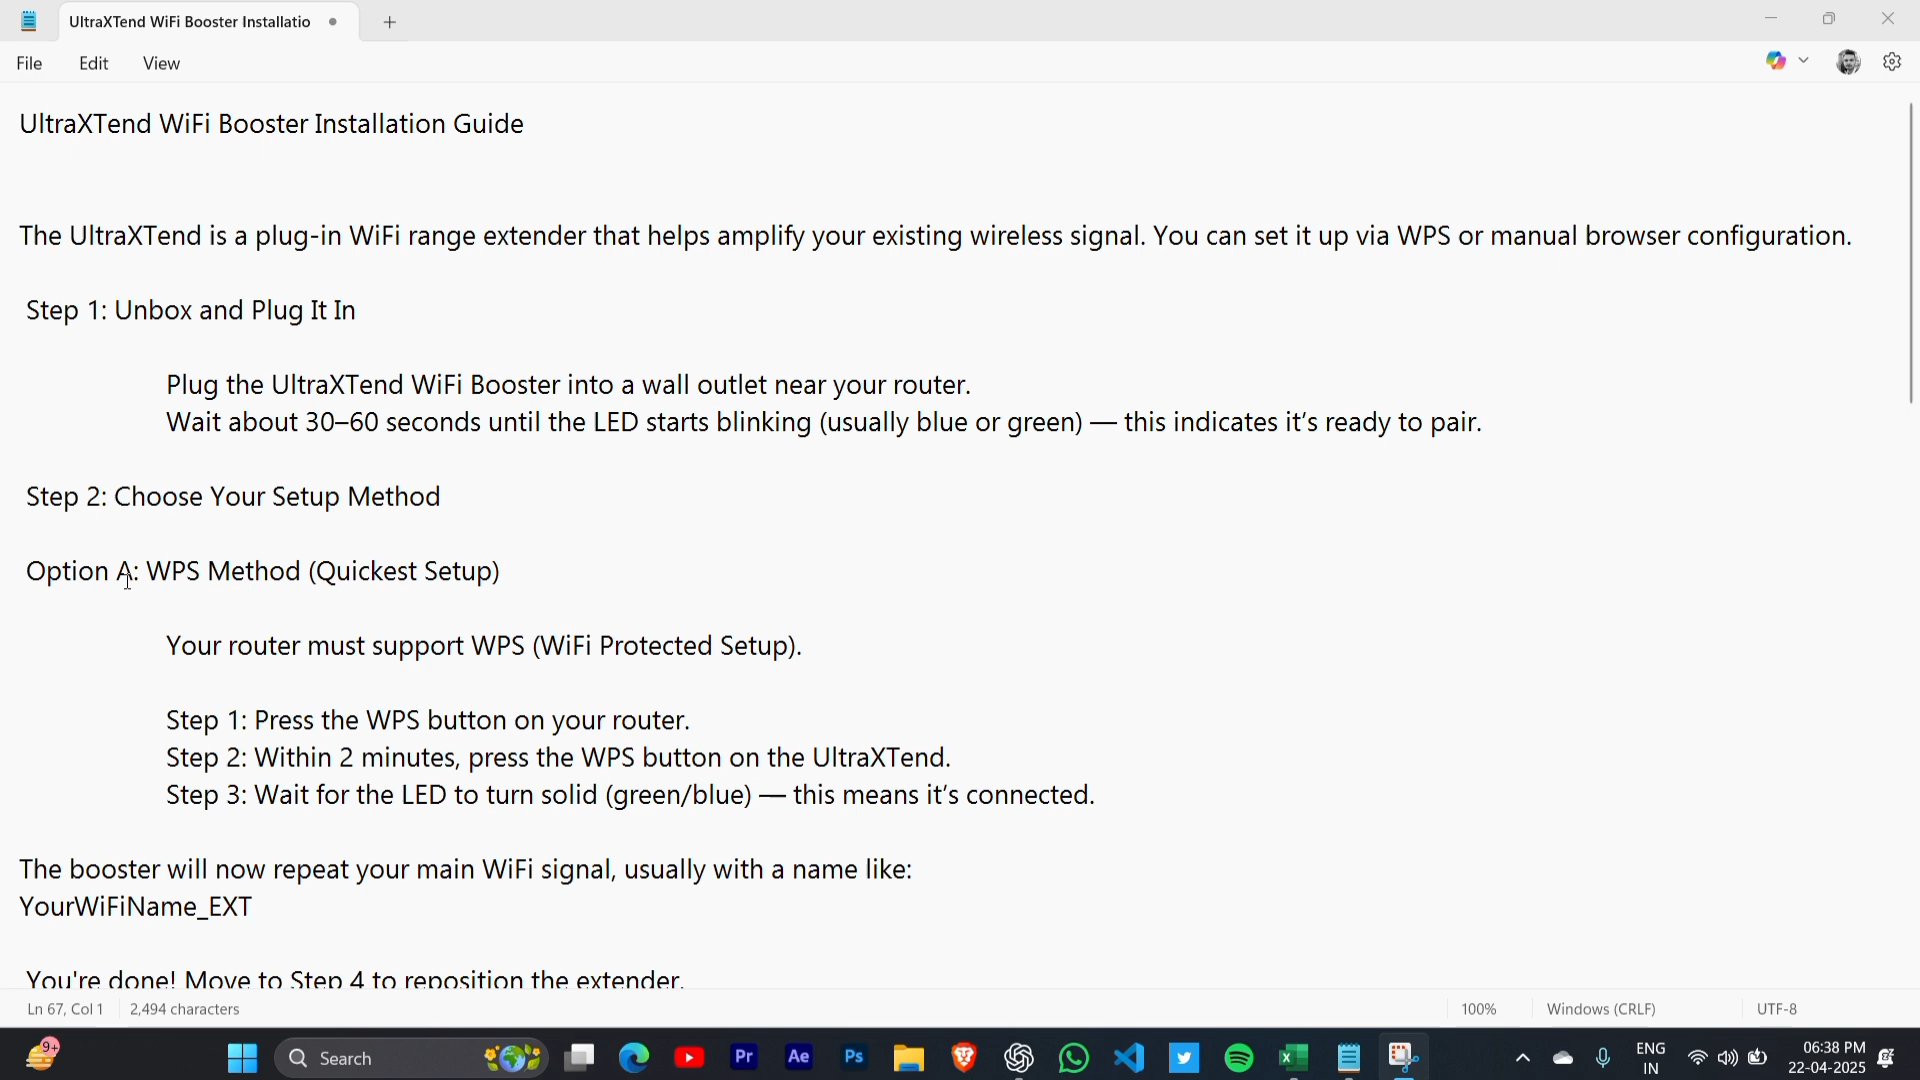 UltraXTend WiFi Booster Installatio
File Edit View
UltraXTend WiFi Booster Installation Guide
The UltraXTend is a plug-in WiFi range extender that helps amplify your existing wireless signal. You can set it up via WPS or manual browser configuration.
Step 1: Unbox and Plug It In
Plug the UltraXTend WiFi Booster into a wall outlet near your router.
Wait about 30–60 seconds until the LED starts blinking (usually blue or green) — this indicates it’s ready to pair.
Step 2: Choose Your Setup Method
Option A: WPS Method (Quickest Setup)
Your router must support WPS (WiFi Protected Setup).
Step 1: Press the WPS button on your router.
Step 2: Within 2 minutes, press the WPS button on the UltraXTend.
Step 3: Wait for the LED to turn solid (green/blue) — this means it’s connected.
The booster will now repeat your main WiFi signal, usually with a name like:
YourWiFiName_EXT
You're done! Move to Step 4 to reposition the extender.
Ln 67, Col 1 2,494 characters 100% Windows (CRLF) UTF-8
9+ Search Pr Ae Ps ENG 06:38 PM
IN 22-04-2025